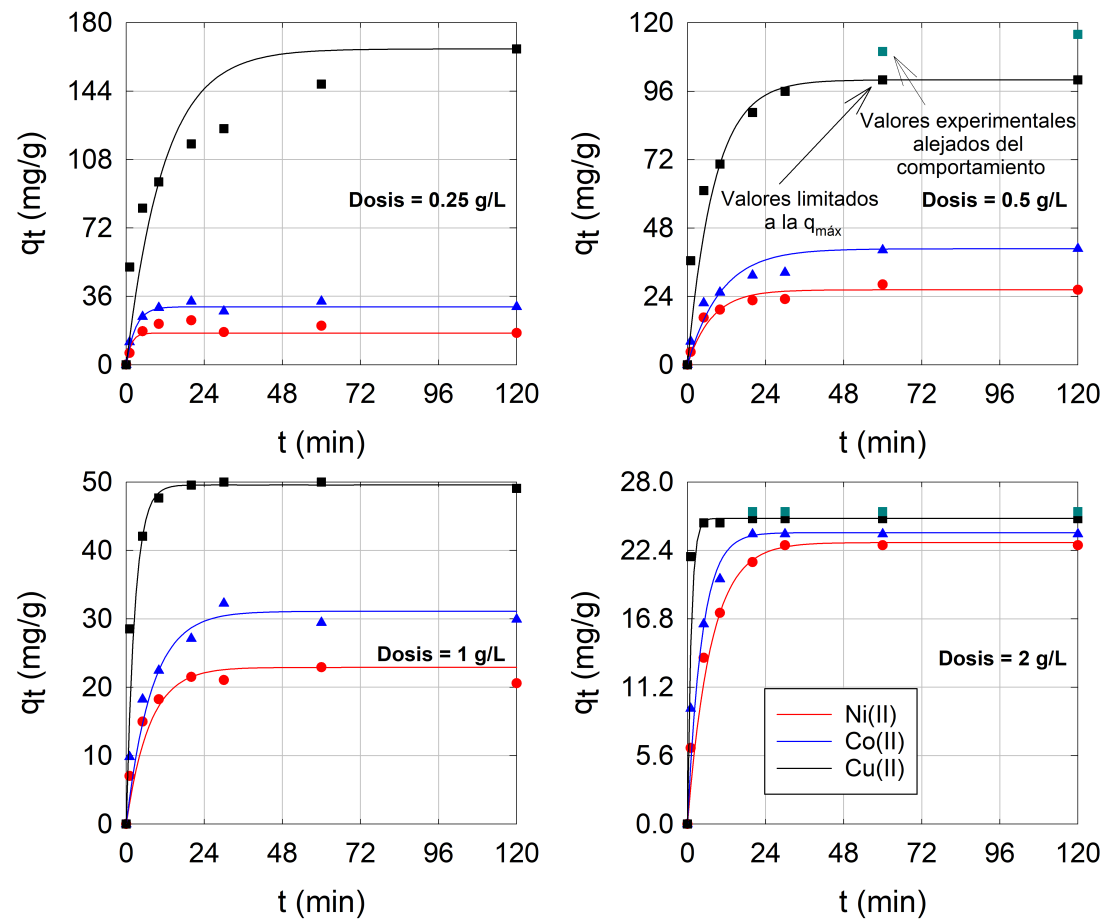 180
144
108
72
36
0
qt (mg/g)
Dosis = 0.25 g/L
0 24 48 72 96 120
t (min)
120
96
72
48
24
0
qt (mg/g)
Valores experimentales
alejados del
comportamiento
Valores limitados
a la qmáx
Dosis = 0.5 g/L
0 24 48 72 96 120
t (min)
50
40
30
20
10
0
qt (mg/g)
Dosis = 1 g/L
0 24 48 72 96 120
t (min)
28.0
22.4
16.8
11.2
5.6
0.0
qt (mg/g)
Dosis = 2 g/L
Ni(II)
Co(II)
Cu(II)
0 24 48 72 96 120
t (min)